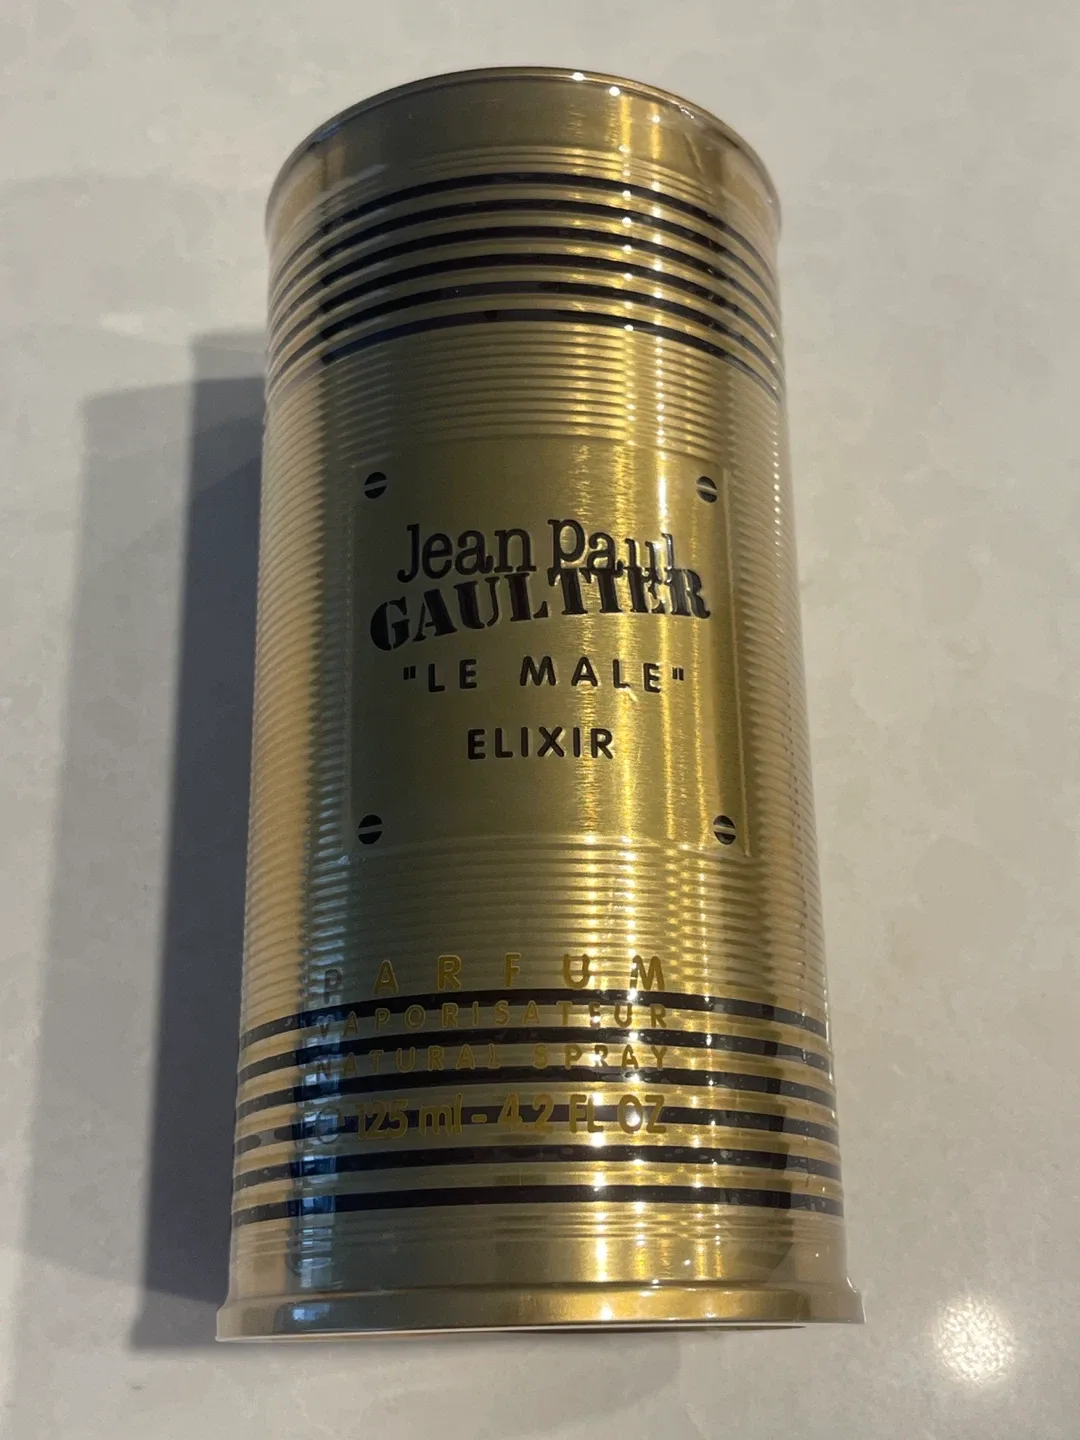 Jean Paul
GAULTIER
"LE MALE"
ELIXIR
PARFUM
VAPORISATEUR
NATURAL SPRAY
℮ 125 ml - 4.2 FL OZ